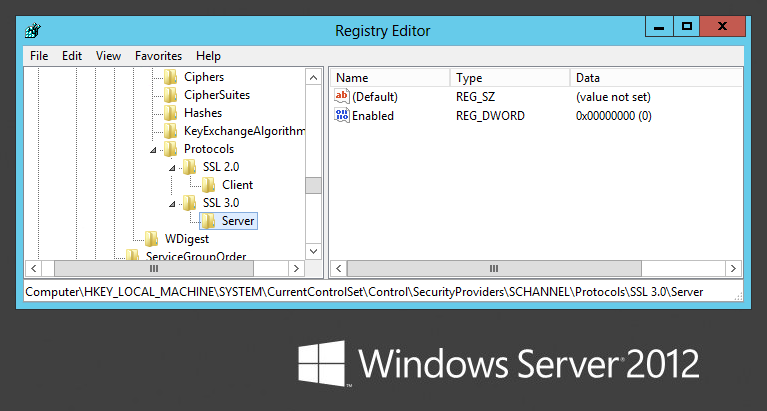 Registry Editor
File Edit View Favorites Help
Ciphers
CipherSuites
Hashes
KeyExchangeAlgorithm
Protocols
SSL 2.0
Client
SSL 3.0
Server
WDigest
ServiceGroupOrder
Name Type Data
ab (Default) REG_SZ (value not set)
Enabled REG_DWORD 0x00000000 (0)
Computer\HKEY_LOCAL_MACHINE\SYSTEM\CurrentControlSet\Control\SecurityProviders\SCHANNEL\Protocols\SSL 3.0\Server
Windows Server 2012